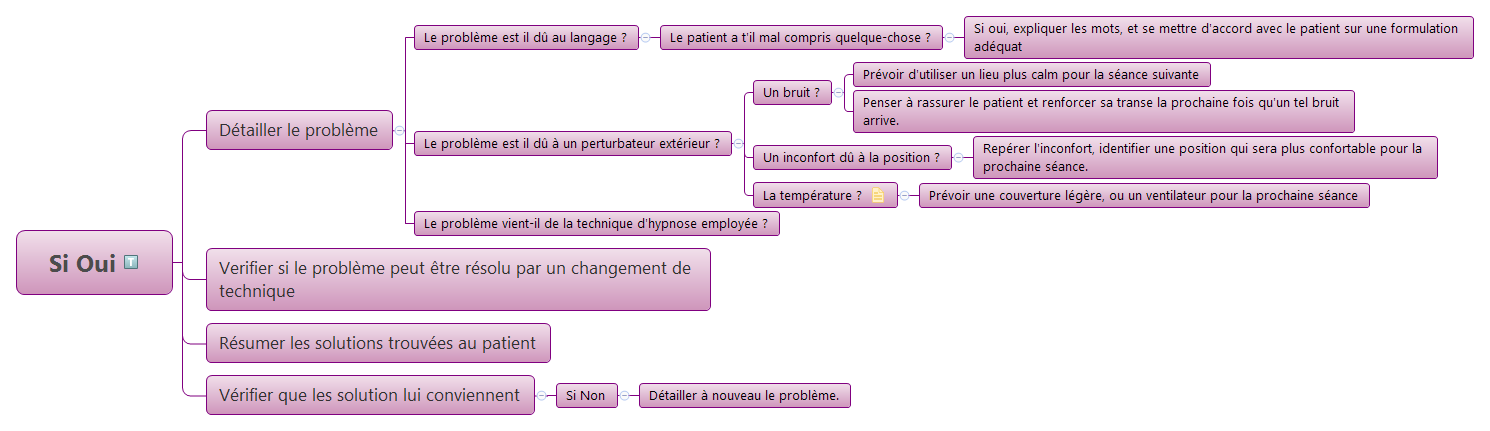 Si Oui
T
Détailler le problème
Le problème est il dû au langage ?
Le patient a t'il mal compris quelque-chose ?
Si oui, expliquer les mots, et se mettre d'accord avec le patient sur une formulation
adéquat
Le problème est il dû à un perturbateur extérieur ?
Un bruit ?
Prévoir d'utiliser un lieu plus calm pour la séance suivante
Penser à rassurer le patient et renforcer sa transe la prochaine fois qu'un tel bruit
arrive.
Un inconfort dû à la position ?
Repérer l'inconfort, identifier une position qui sera plus confortable pour la
prochaine séance.
La température ?
Prévoir une couverture légère, ou un ventilateur pour la prochaine séance
Le problème vient-il de la technique d'hypnose employée ?
Verifier si le problème peut être résolu par un changement de
technique
Résumer les solutions trouvées au patient
Vérifier que les solution lui conviennent
Si Non
Détailler à nouveau le problème.